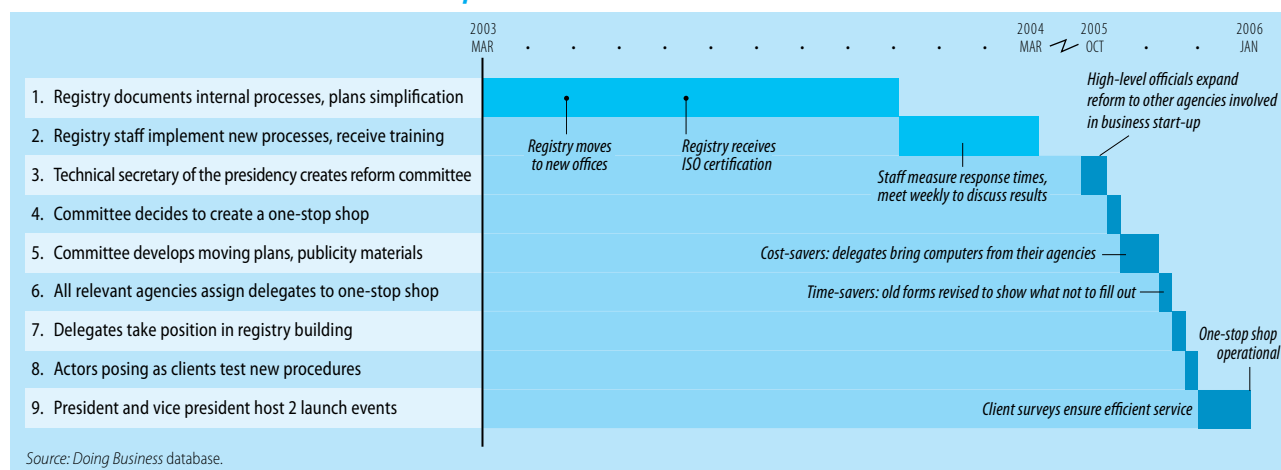 2003 2004 2005 2006
MAR MAR OCT JAN
High-level officials expand
reform to other agencies involved
in business start-up
1. Registry documents internal processes, plans simplification
2. Registry staff implement new processes, receive training
Registry moves
to new offices
Registry receives
ISO certification
Staff measure response times,
meet weekly to discuss results
3. Technical secretary of the presidency creates reform committee
4. Committee decides to create a one-stop shop
5. Committee develops moving plans, publicity materials
Cost-savers: delegates bring computers from their agencies
6. All relevant agencies assign delegates to one-stop shop
Time-savers: old forms revised to show what not to fill out
7. Delegates take position in registry building
One-stop shop
operational
8. Actors posing as clients test new procedures
9. President and vice president host 2 launch events
Client surveys ensure efficient service
Source: Doing Business database.